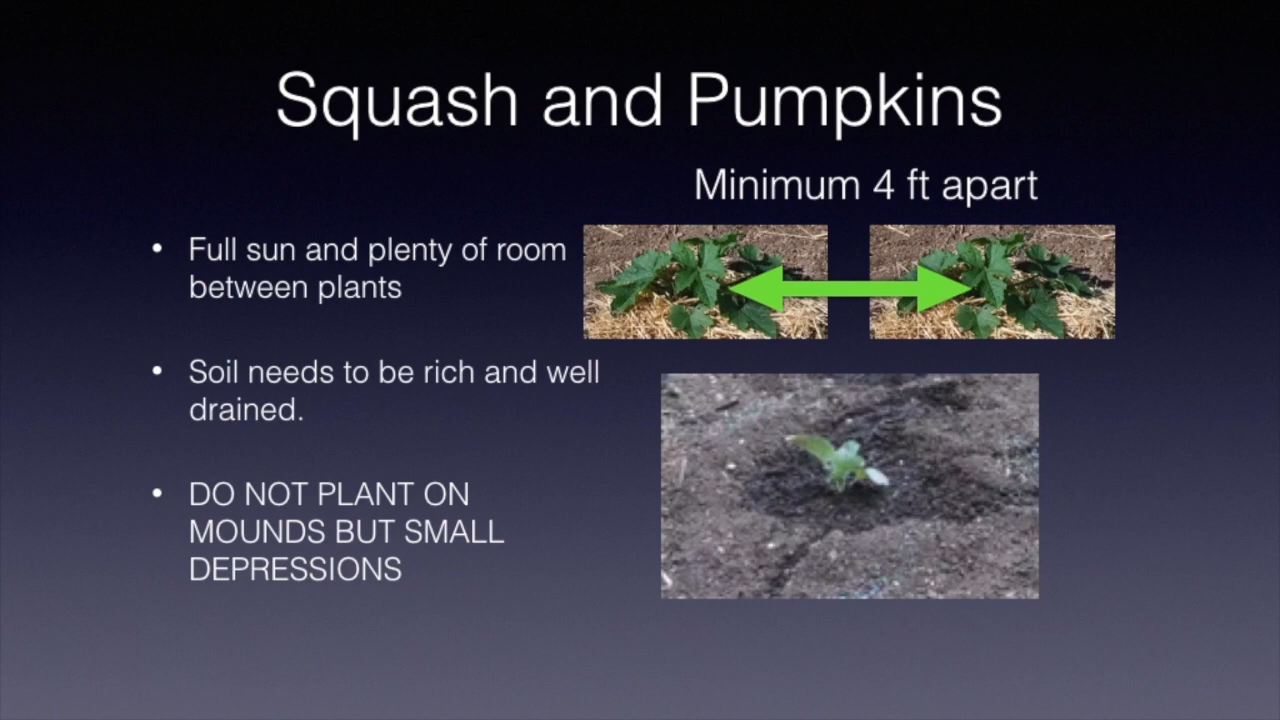 Squash and Pumpkins
Minimum 4 ft apart
• Full sun and plenty of room
between plants
• Soil needs to be rich and well
drained.
• DO NOT PLANT ON
MOUNDS BUT SMALL
DEPRESSIONS